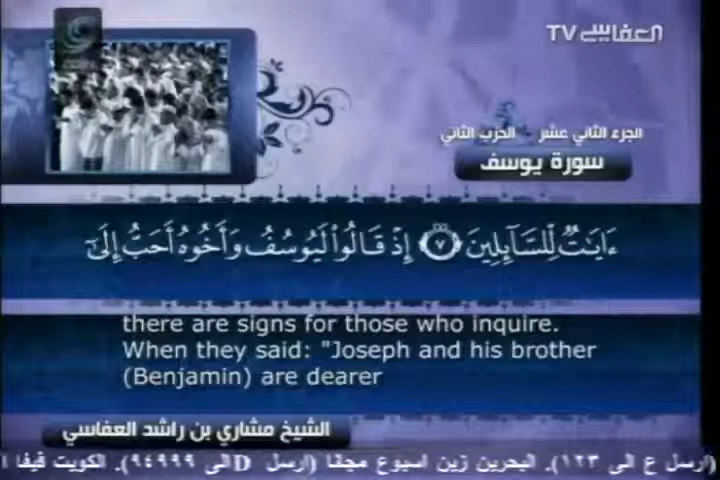 العفاسي TV
الجزء الثاني عشر الحزب الثاني
سورة يوسف
ءَايَٰتٌ لِّلسَّآئِلِينَ ٧ إِذْ قَالُوا۟ لَيُوسُفُ وَأَخُوهُ أَحَبُّ إِلَىٰٓ
there are signs for those who inquire.
When they said: "Joseph and his brother
(Benjamin) are dearer
الشيخ مشاري بن راشد العفاسي
(ارسل ع الى ١٢٣). البحرين زين اسبوع مجانا (ارسل D الى ٩٤٩٩٩). الكويت فيفا ا